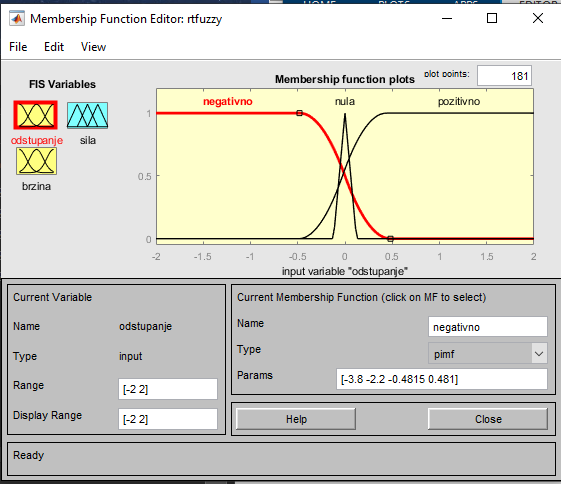 HOME PLOTS APPS EDITOR
Membership Function Editor: rtfuzzy
File Edit View
FIS Variables
odstupanje
sila
brzina
Membership function plots
plot points:
181
negativno
nula
pozitivno
1
0.5
0
-2 -1.5 -1 -0.5 0 0.5 1 1.5 2
input variable "odstupanje"
Current Variable
Name odstupanje
Type input
Range [-2 2]
Display Range [-2 2]
Current Membership Function (click on MF to select)
Name negativno
Type pimf
Params [-3.8 -2.2 -0.4815 0.481]
Help
Close
Ready